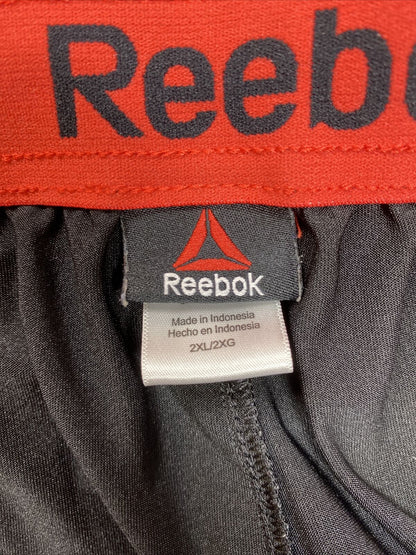 Reeb
Reebok
Made in Indonesia
Hecho en Indonesia
2XL/2XG